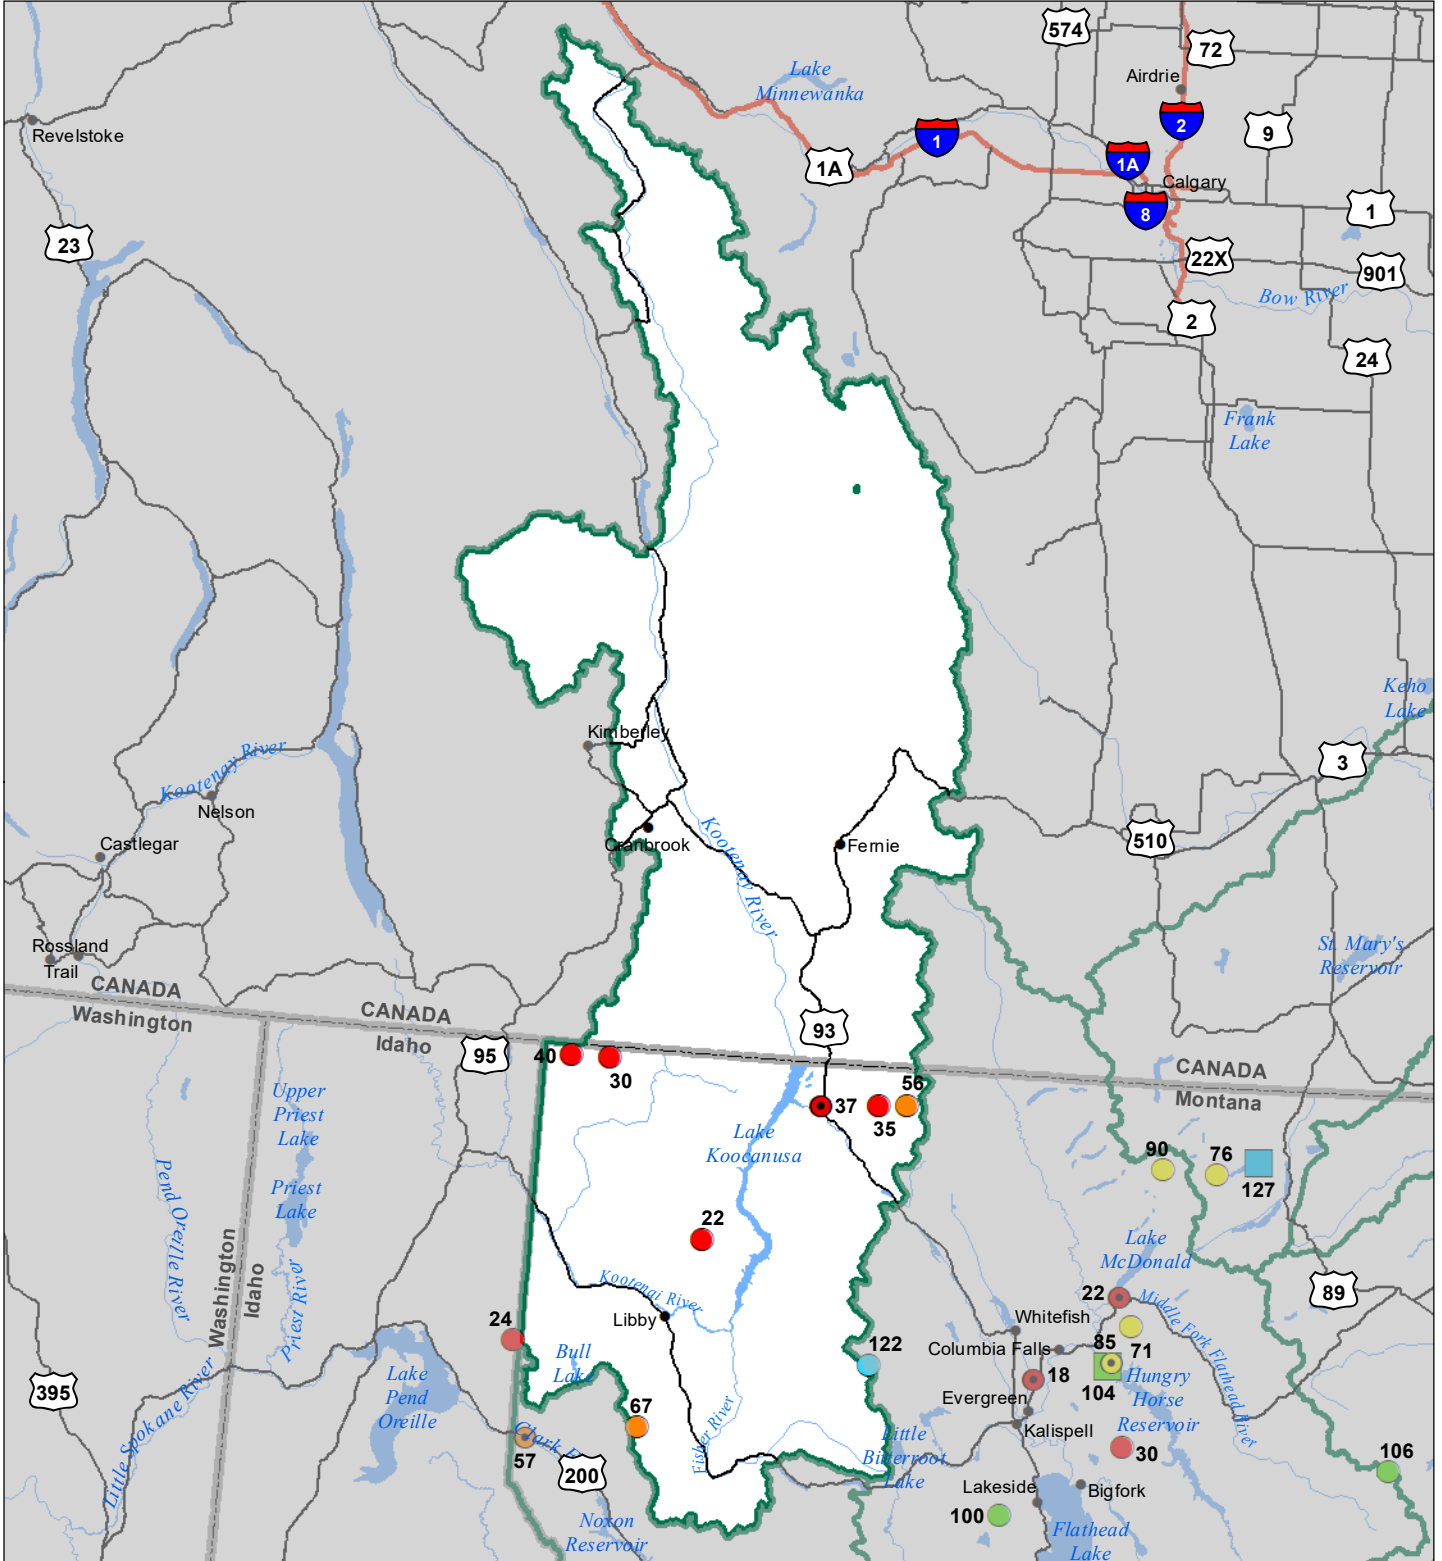 574
72
Airdrie
Lake
Minnewanka
2
9
Revelstoke
1
1A
1A
Calgary
8
1
23
22X
901
Bow River
2
24
Frank
Lake
Keho
Lake
Kimberley
Kootenay River
3
Nelson
Kootenay River
Cranbrook
Fernie
510
Castlegar
Rossland
Trail
St. Mary's
Reservoir
CANADA
Washington
CANADA
Idaho
95
93
40
30
CANADA
Montana
56
37
35
Upper
Priest
Lake
Lake
Koocanusa
90
76
127
Pend Oreille River
Priest
Lake
22
Lake
McDonald
Washington
Idaho
Priest River
Kootenai River
89
22
Middle Fork Flathead River
24
Libby
Whitefish
Columbia Falls
85
71
122
Bull
Lake
18
104
Hungry
Horse
Reservoir
395
Little Spokane River
Lake
Pend
Oreille
Evergreen
67
Kalispell
Clark F
57
200
Fisher River
Little
Bitterroot
Lake
30
106
Lakeside
Bigfork
100
Noxon
Reservoir
Flathead
Lake